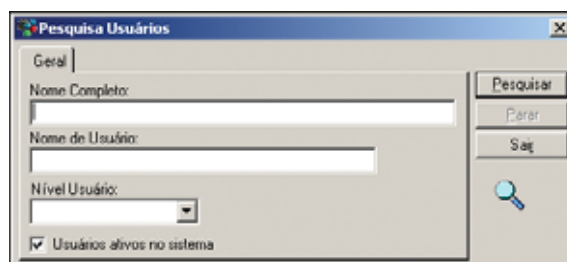 Pesquisa Usuários
Geral
Nome Completo:
Nome de Usuário:
Nível Usuário:
Usuários ativos no sistema
Pesquisar
Parar
Sair